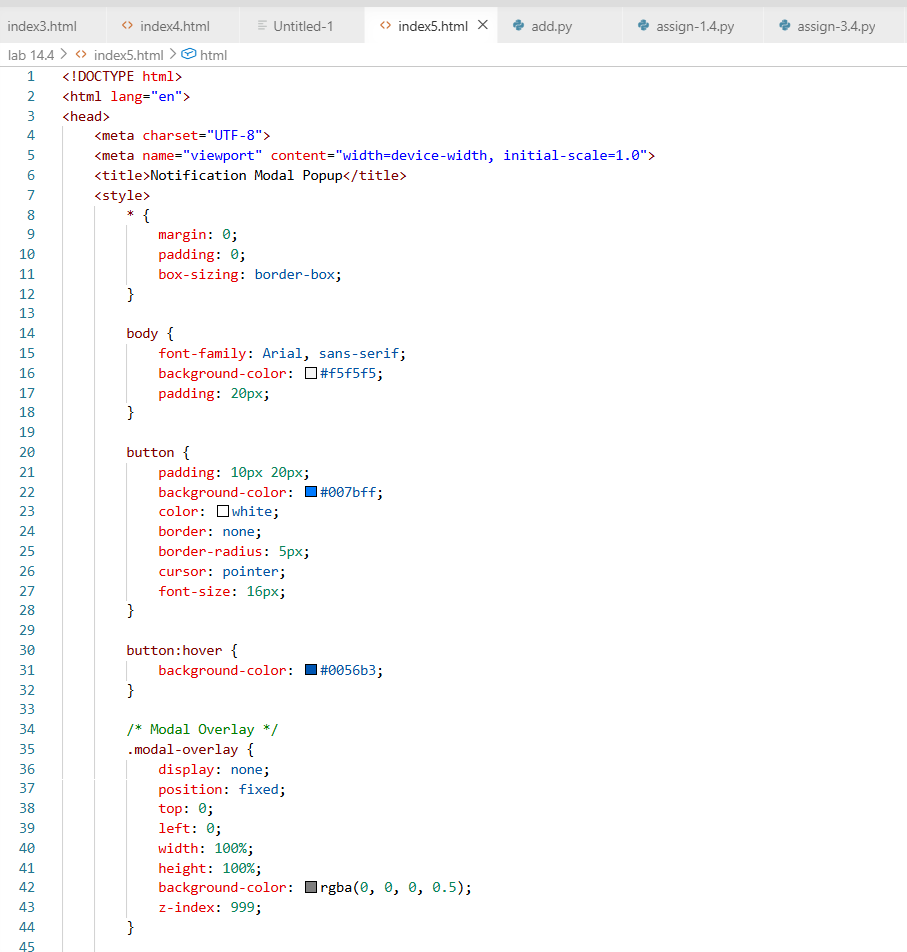 index3.html index4.html Untitled-1 index5.html add.py assign-1.4.py assign-3.4.py
lab 14.4 > index5.html > html
1 <!DOCTYPE html>
2 <html lang="en">
3 <head>
4     <meta charset="UTF-8">
5     <meta name="viewport" content="width=device-width, initial-scale=1.0">
6     <title>Notification Modal Popup</title>
7     <style>
8         * {
9             margin: 0;
10             padding: 0;
11             box-sizing: border-box;
12         }
13
14         body {
15             font-family: Arial, sans-serif;
16             background-color: #f5f5f5;
17             padding: 20px;
18         }
19
20         button {
21             padding: 10px 20px;
22             background-color: #007bff;
23             color: white;
24             border: none;
25             border-radius: 5px;
26             cursor: pointer;
27             font-size: 16px;
28         }
29
30         button:hover {
31             background-color: #0056b3;
32         }
33
34         /* Modal Overlay */
35         .modal-overlay {
36             display: none;
37             position: fixed;
38             top: 0;
39             left: 0;
40             width: 100%;
41             height: 100%;
42             background-color: rgba(0, 0, 0, 0.5);
43             z-index: 999;
44         }
45